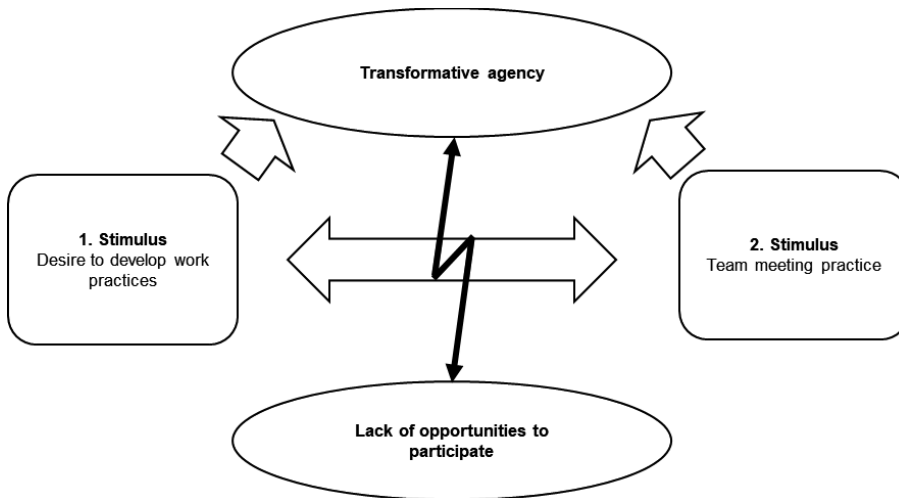 Transformative agency
1. Stimulus
Desire to develop work
practices
2. Stimulus
Team meeting practice
Lack of opportunities to
participate